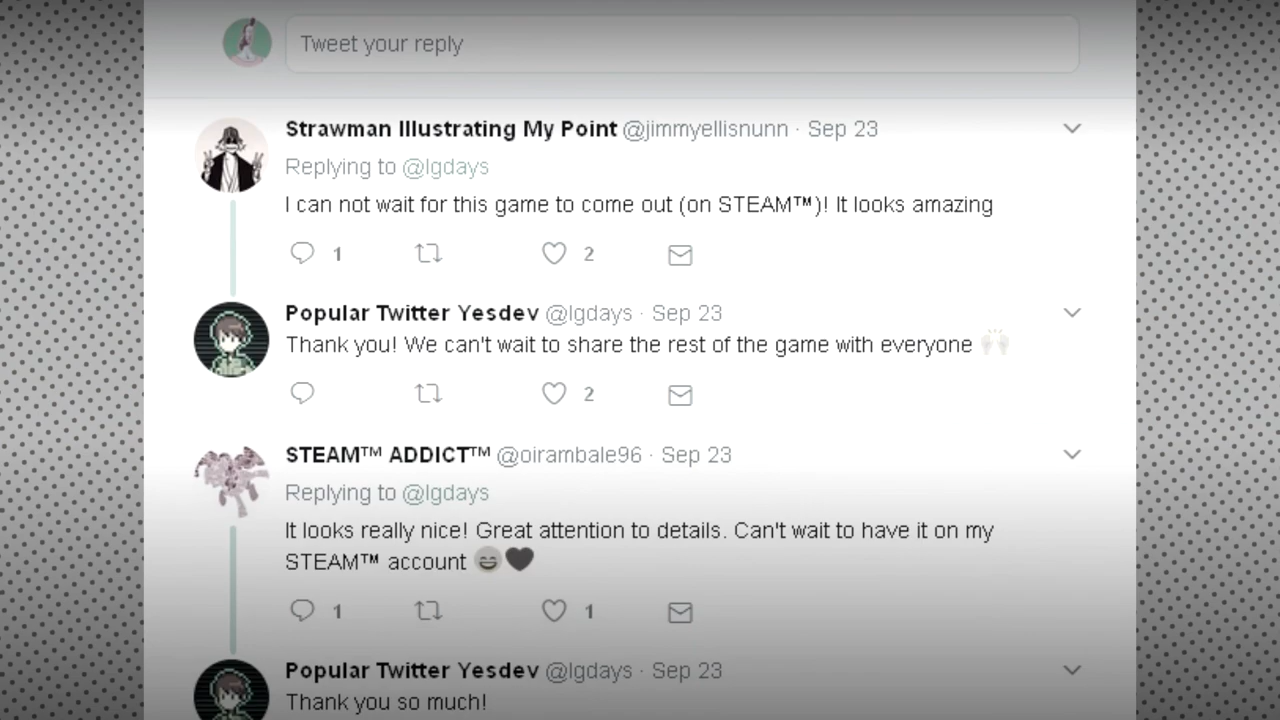 Tweet your reply
Strawman Illustrating My Point @jimmyellisnunn · Sep 23
Replying to @lgdays
I can not wait for this game to come out (on STEAM™)! It looks amazing
1 2
Popular Twitter Yesdev @lgdays · Sep 23
Thank you! We can't wait to share the rest of the game with everyone 🙌
2
STEAM™ ADDICT™ @oirambale96 · Sep 23
Replying to @lgdays
It looks really nice! Great attention to details. Can't wait to have it on my
STEAM™ account 😄🖤
1 1
Popular Twitter Yesdev @lgdays · Sep 23
Thank you so much!